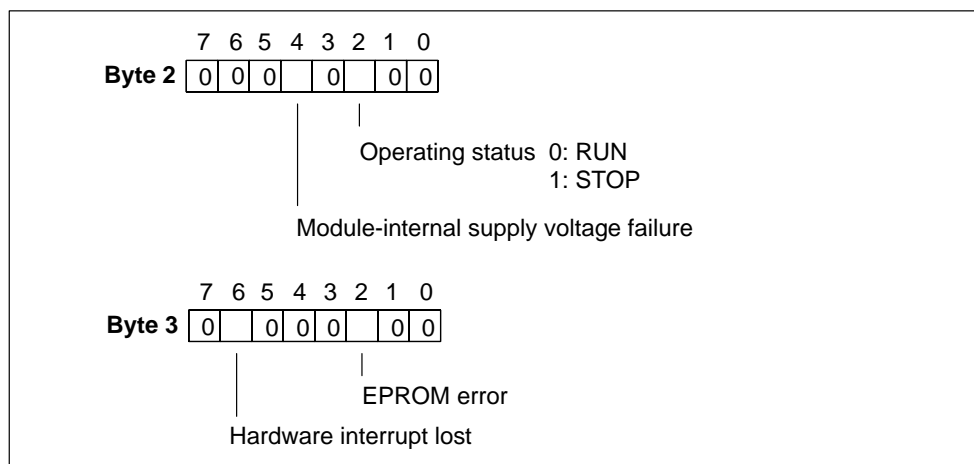 7 6 5 4 3 2 1 0
Byte 2 0 0 0 0 0 0
Operating status 0: RUN
1: STOP
Module-internal supply voltage failure
7 6 5 4 3 2 1 0
Byte 3 0 0 0 0 0 0
EPROM error
Hardware interrupt lost